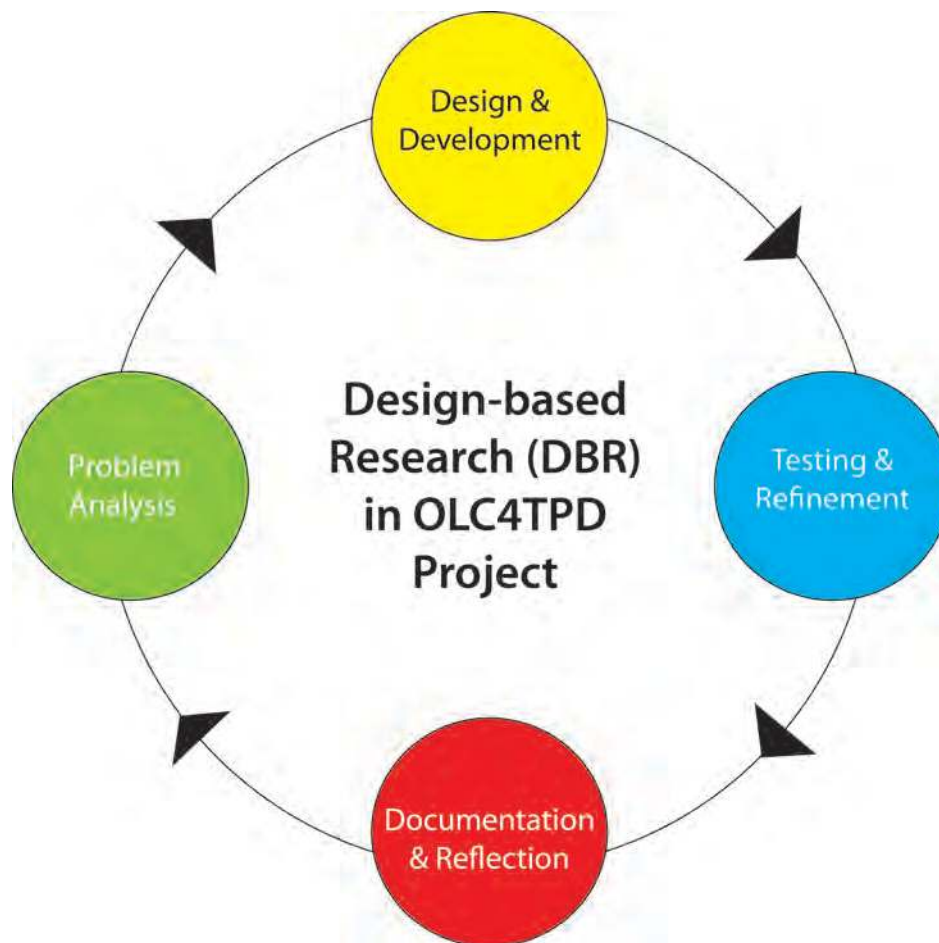 Design &
Development
Problem
Analysis
Design-based
Research (DBR)
in OLC4TPD
Project
Testing &
Refinement
Documentation
& Reflection